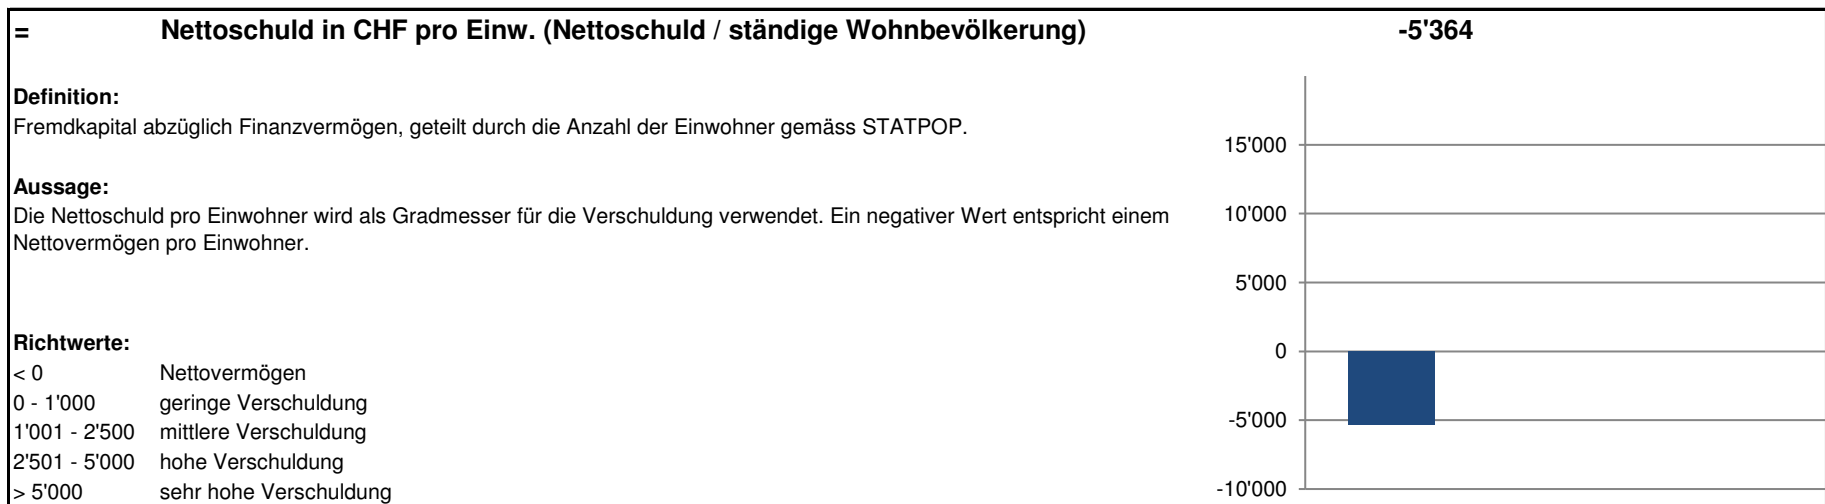 = Nettoschuld in CHF pro Einw. (Nettoschuld / ständige Wohnbevölkerung) -5'364
Definition:
Fremdkapital abzüglich Finanzvermögen, geteilt durch die Anzahl der Einwohner gemäss STATPOP.
Aussage:
Die Nettoschuld pro Einwohner wird als Gradmesser für die Verschuldung verwendet. Ein negativer Wert entspricht einem
Nettovermögen pro Einwohner.
Richtwerte:
< 0 Nettovermögen
0 - 1'000 geringe Verschuldung
1'001 - 2'500 mittlere Verschuldung
2'501 - 5'000 hohe Verschuldung
> 5'000 sehr hohe Verschuldung
15'000
10'000
5'000
0
-5'000
-10'000